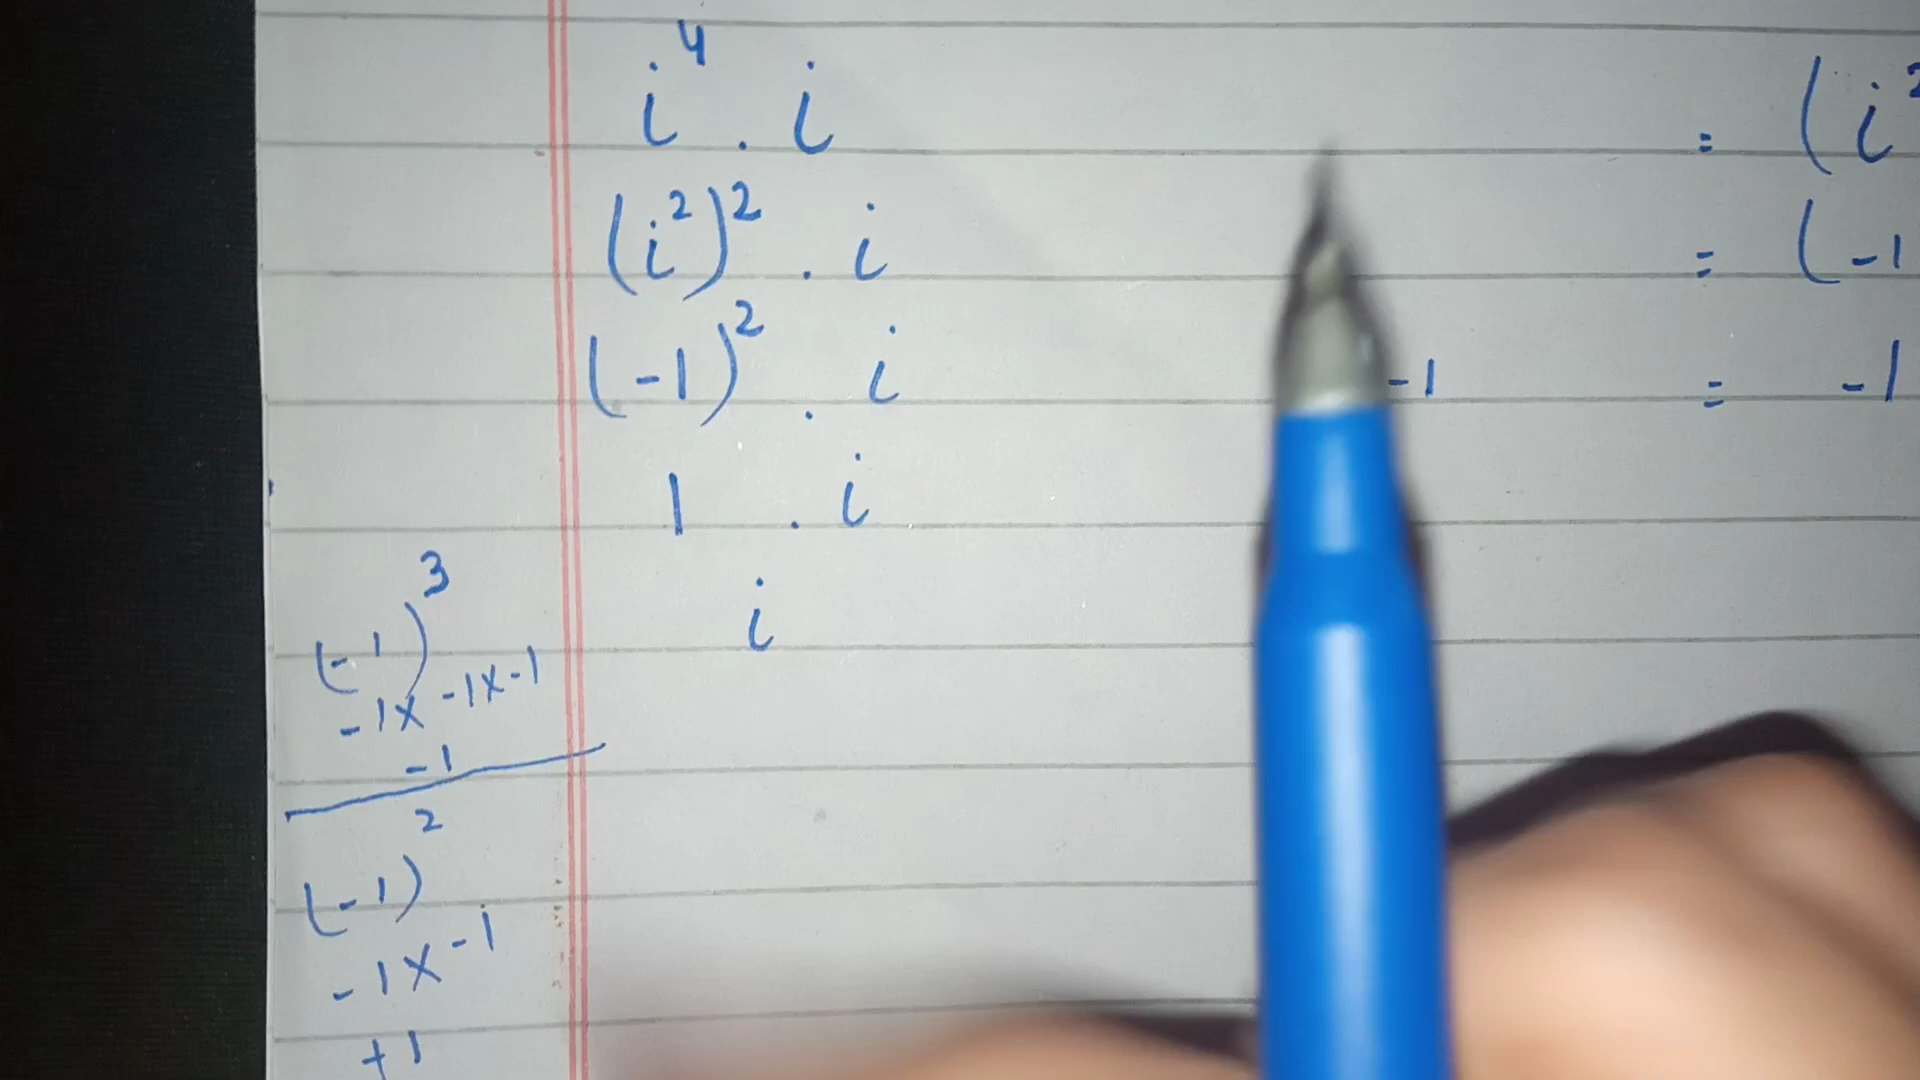 i⁴ . i
(i²)² . i
(-1)² . i
1 . i
i
= (i²
= (-1
-1 = -1
(-1)³
-1x -1x-1
-1
(-1)²
-1x-1
+1